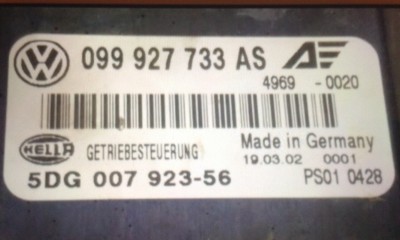 VW 099 927 733 AS
4969 -0020
HELLA GETRIEBESTEUERUNG Made in Germany
19.03.02 0001
5DG 007 923-56 PS01 0428